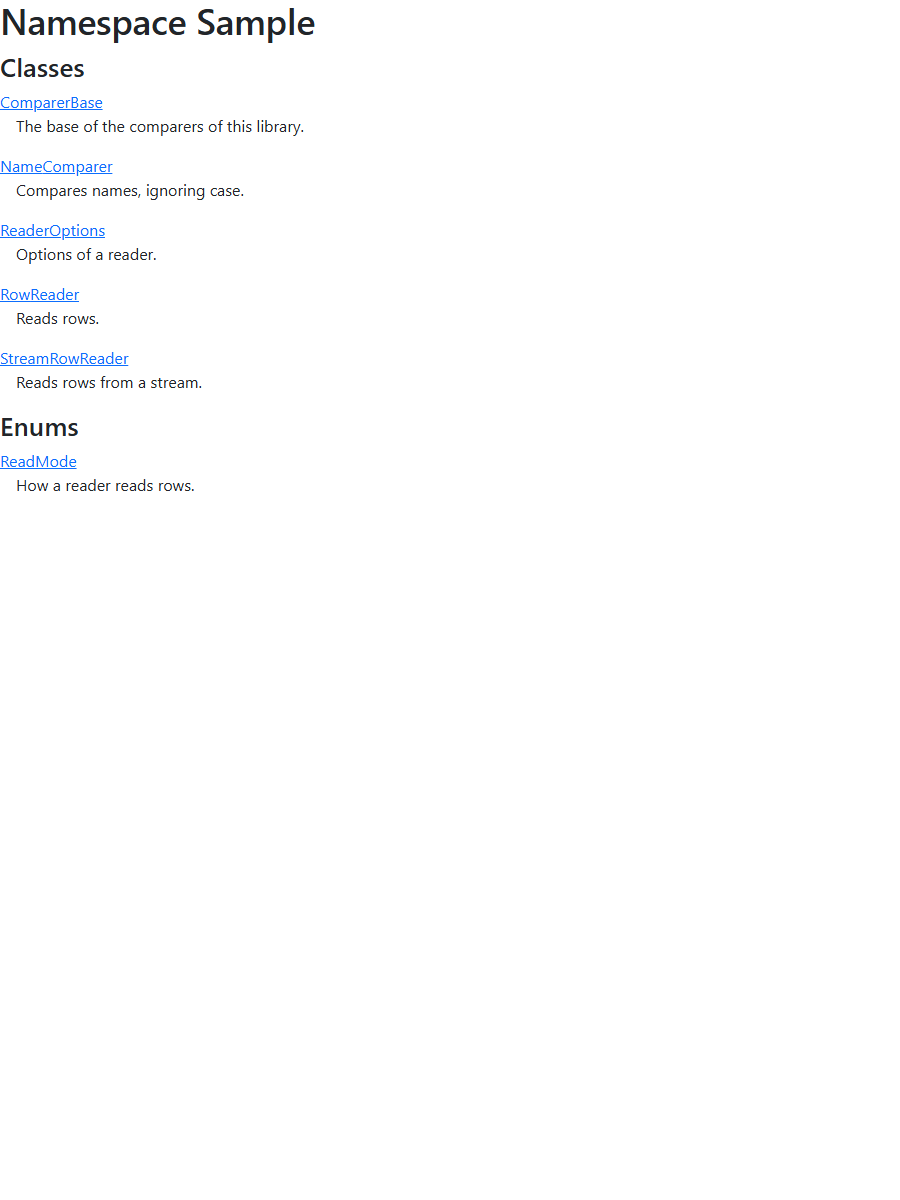 Namespace Sample
Classes
ComparerBase
The base of the comparers of this library.
NameComparer
Compares names, ignoring case.
ReaderOptions
Options of a reader.
RowReader
Reads rows.
StreamRowReader
Reads rows from a stream.
Enums
ReadMode
How a reader reads rows.